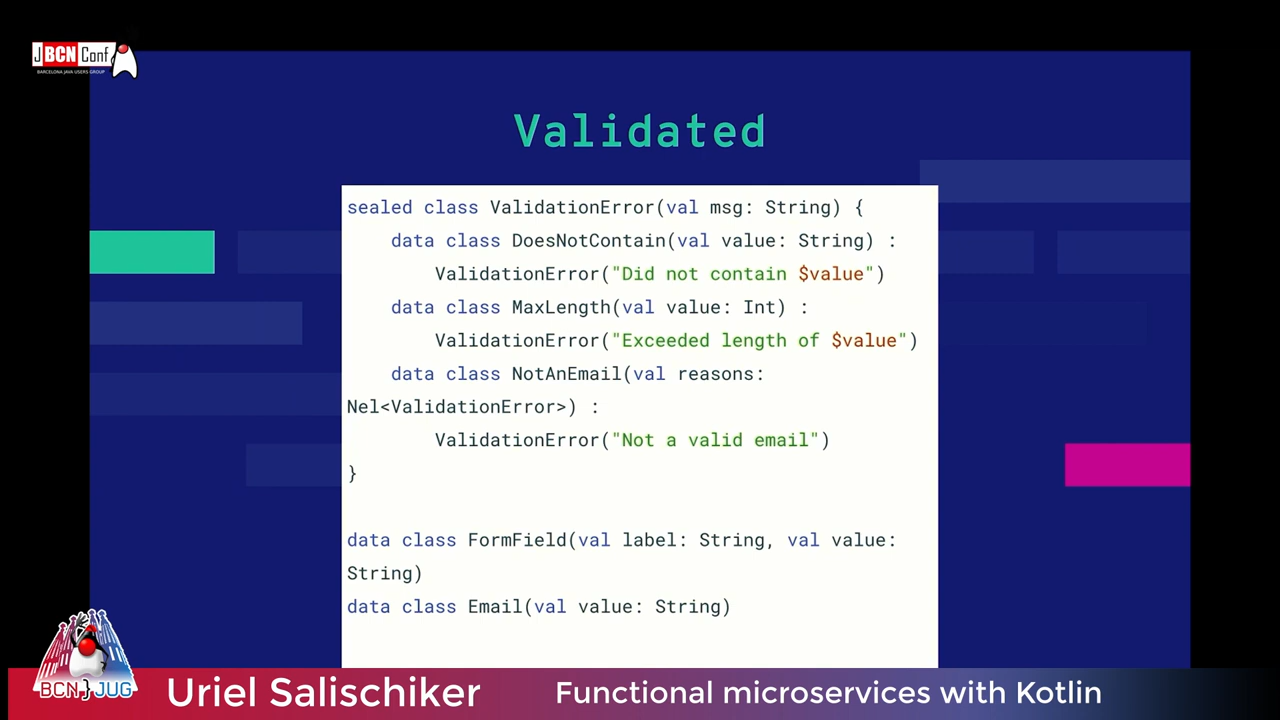 JBCNConf
BARCELONA JAVA USERS GROUP
Validated
sealed class ValidationError(val msg: String) {
    data class DoesNotContain(val value: String) :
        ValidationError("Did not contain $value")
    data class MaxLength(val value: Int) :
        ValidationError("Exceeded length of $value")
    data class NotAnEmail(val reasons:
Nel<ValidationError>) :
        ValidationError("Not a valid email")
}
data class FormField(val label: String, val value:
String)
data class Email(val value: String)
BCN JUG
Uriel Salischiker
Functional microservices with Kotlin